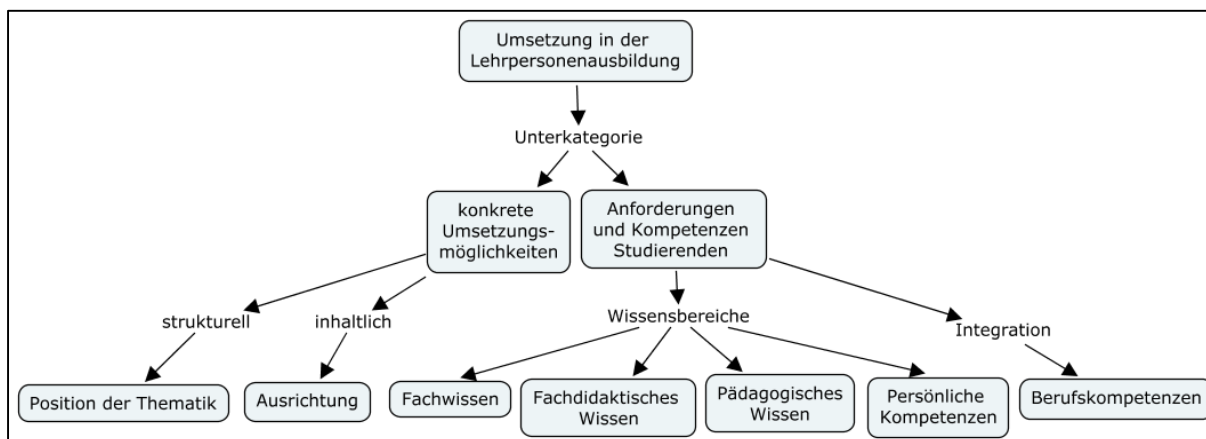 Umsetzung in der
Lehrpersonenausbildung
Unterkategorie
konkrete
Umsetzungs-
möglichkeiten
Anforderungen
und Kompetenzen
Studierenden
strukturell
inhaltlich
Wissensbereiche
Integration
Position der Thematik
Ausrichtung
Fachwissen
Fachdidaktisches
Wissen
Pädagogisches
Wissen
Persönliche
Kompetenzen
Berufskompetenzen